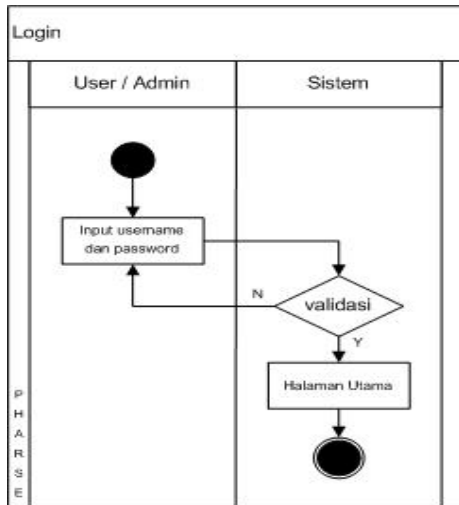 Login
User / Admin
Sistem
Input username
dan password
N
validasi
Y
Halaman Utama
P
H
A
R
S
E